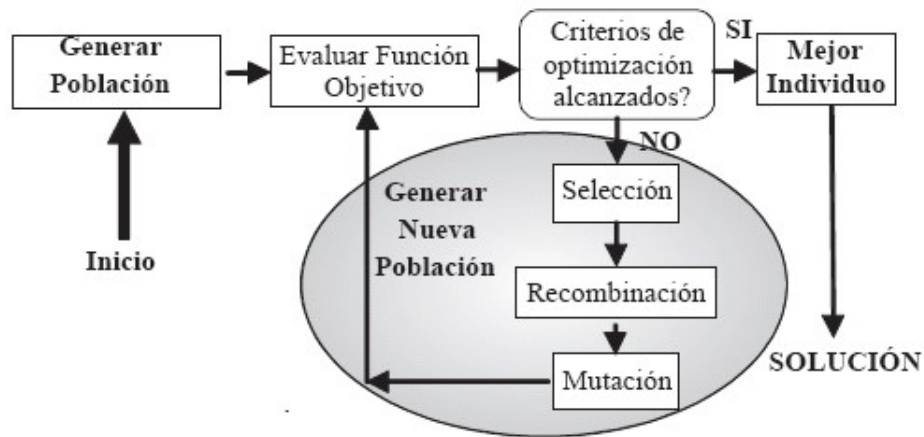 Generar
Población
Evaluar Función
Objetivo
Criterios de
optimización
alcanzados?
SI
Mejor
Individuo
NO
Selección
Generar
Nueva
Población
Inicio
Recombinación
Mutación
SOLUCIÓN